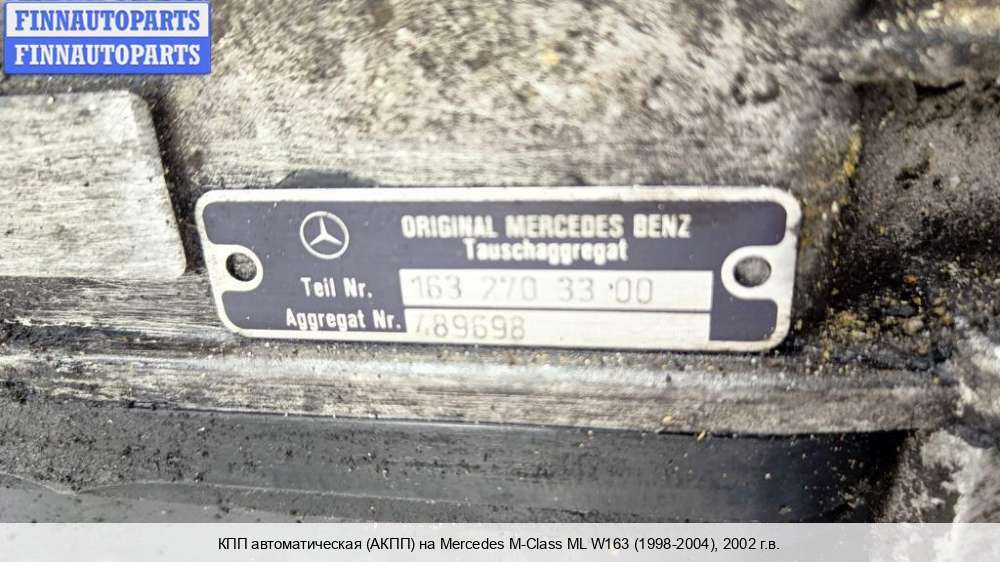 FINNAUTOPARTS
FINNAUTOPARTS
ORIGINAL MERCEDES BENZ
Tauschaggregat
Teil Nr. 163 270 33 00
Aggregat Nr. 489698
КПП автоматическая (АКПП) на Mercedes M-Class ML W163 (1998-2004), 2002 г.в.